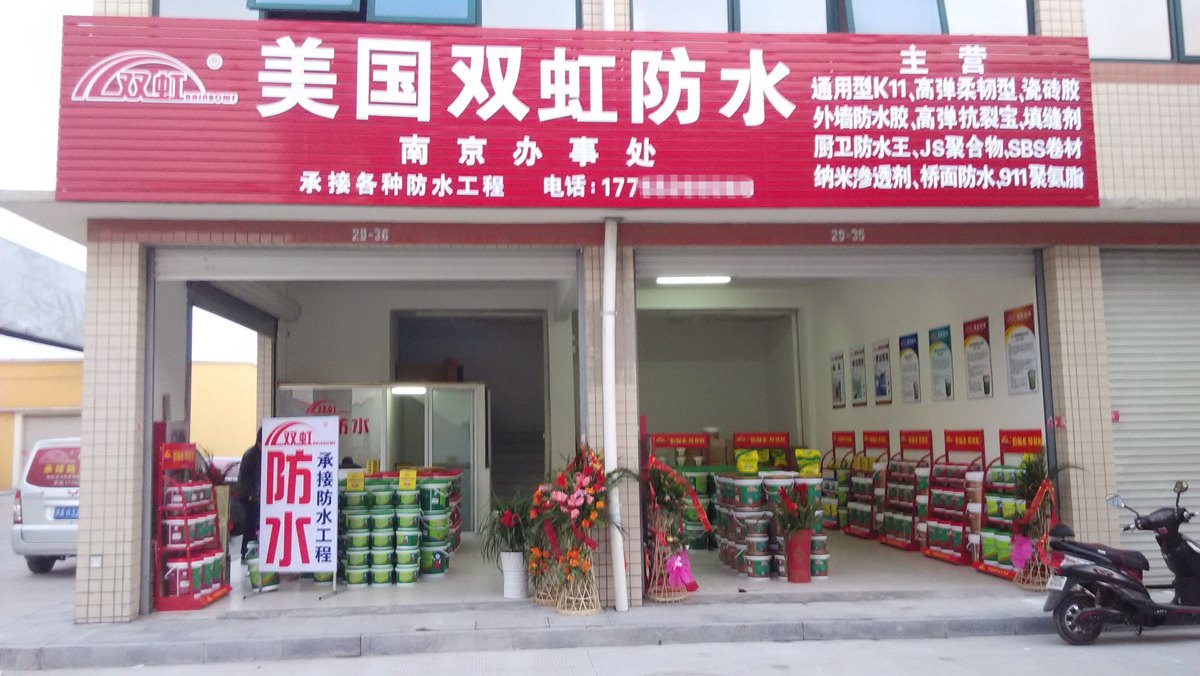 双虹
RAINBOWS
美国双虹防水
南京办事处
承接各种防水工程 电话:177
主营
通用型K11、高弹柔韧型、瓷砖胶
外墙防水胶、高弹抗裂宝、填缝剂
厨卫防水王、JS聚合物、SBS卷材
纳米渗透剂、桥面防水、911聚氨脂
29-36
29-35
双虹
防水
承接防水工程
防水